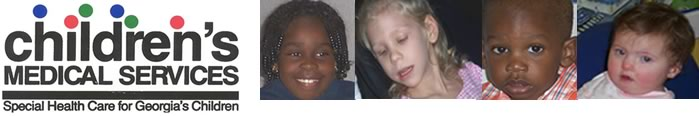 children's
MEDICAL SERVICES
Special Health Care for Georgia's Children